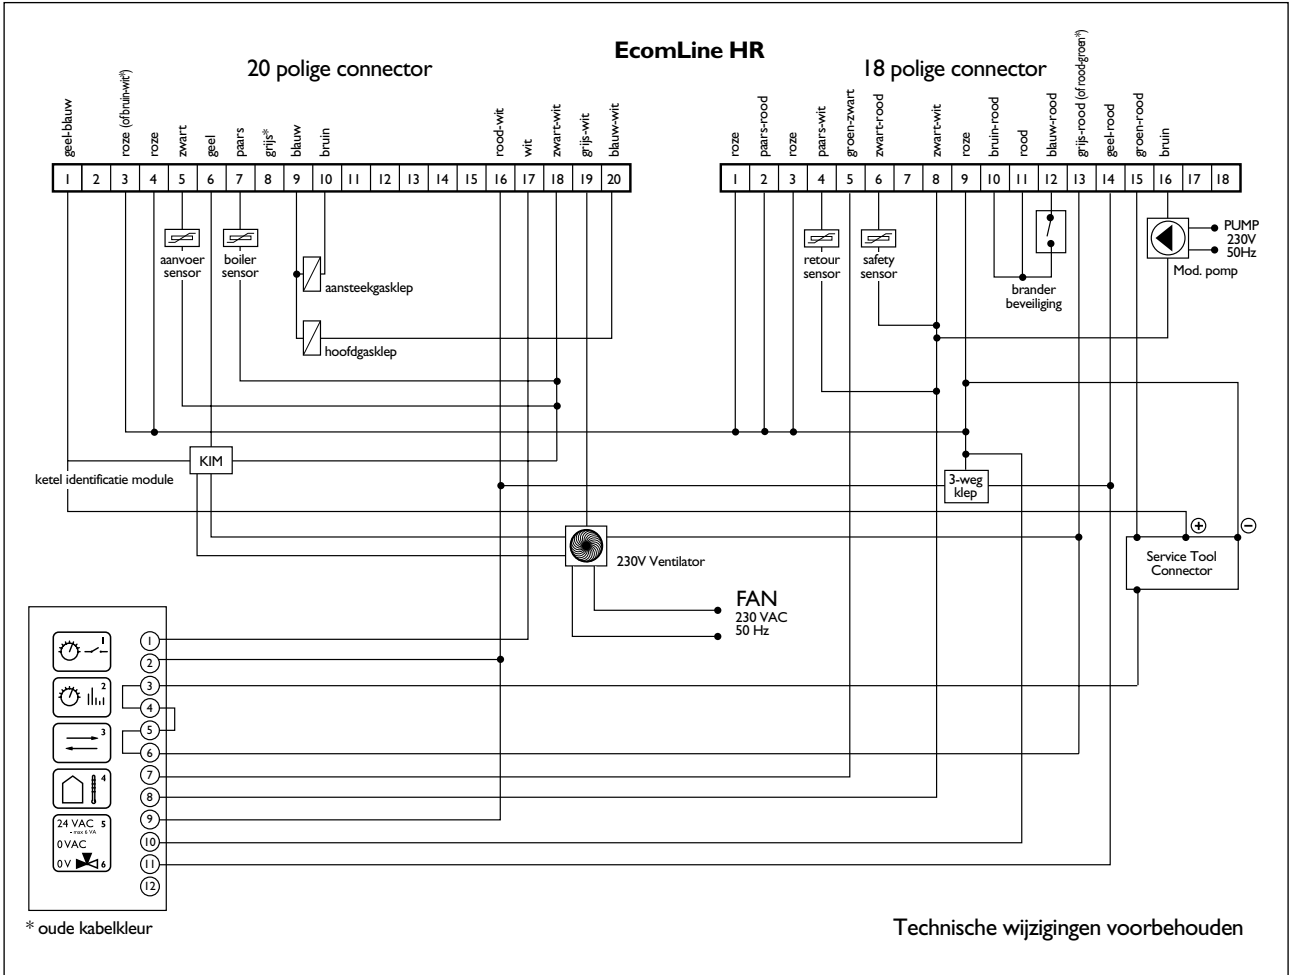 EcomLine HR
20 polige connector
18 polige connector
geel-blauw
roze (of bruin-wit*)
roze
zwart
geel
paars
grijs*
blauw
bruin
rood-wit
wit
zwart-wit
grijs-wit
blauw-wit
roze
paars-rood
roze
paars-wit
groen-zwart
zwart-rood
zwart-wit
roze
bruin-rood
rood
blauw-rood
grijs-rood (of rood-groen*)
geel-rood
groen-rood
bruin
1 2 3 4 5 6 7 8 9 10 11 12 13 14 15 16 17 18 19 20
1 2 3 4 5 6 7 8 9 10 11 12 13 14 15 16 17 18
aanvoer
sensor
boiler
sensor
aansteekgasklep
hoofdgasklep
retour
sensor
safety
sensor
brander
beveiliging
PUMP
230V
50Hz
Mod. pomp
KIM
ketel identificatie module
3-weg
klep
+
−
Service Tool
Connector
230V Ventilator
FAN
230 VAC
50 Hz
1
2
3
4
24 VAC 5
- max 6 VA
0VAC
0V 6
1
2
3
4
5
6
7
8
9
10
11
12
* oude kabelkleur
Technische wijzigingen voorbehouden